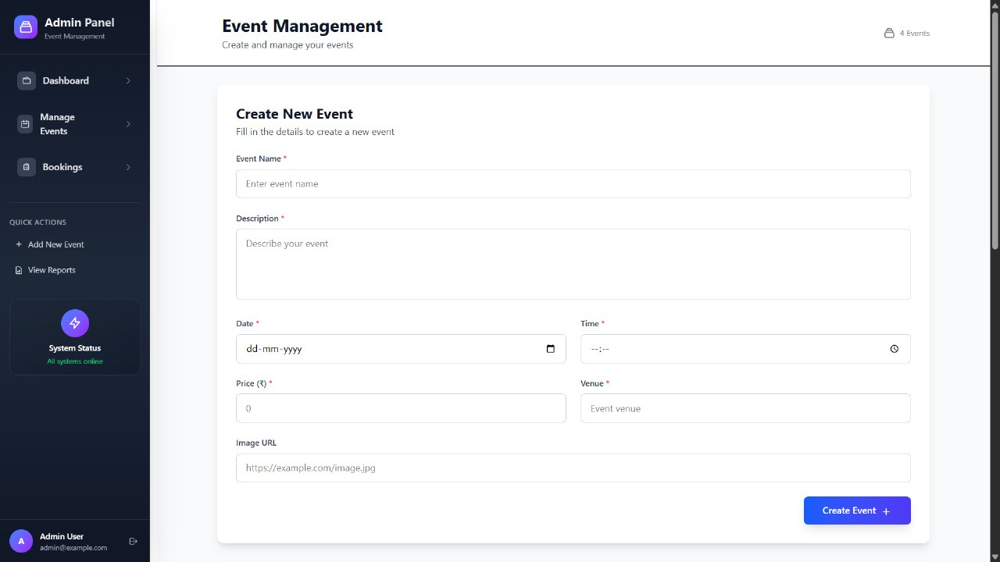 Admin Panel
Event Management
Dashboard
Manage
Events
Bookings
QUICK ACTIONS
+ Add New Event
View Reports
System Status
All systems online
A
Admin User
admin@example.com
Event Management
Create and manage your events
4 Events
Create New Event
Fill in the details to create a new event
Event Name *
Enter event name
Description *
Describe your event
Date *
Time *
dd-mm-yyyy
--:--
Price (₹) *
Venue *
0
Event venue
Image URL
https://example.com/image.jpg
Create Event +